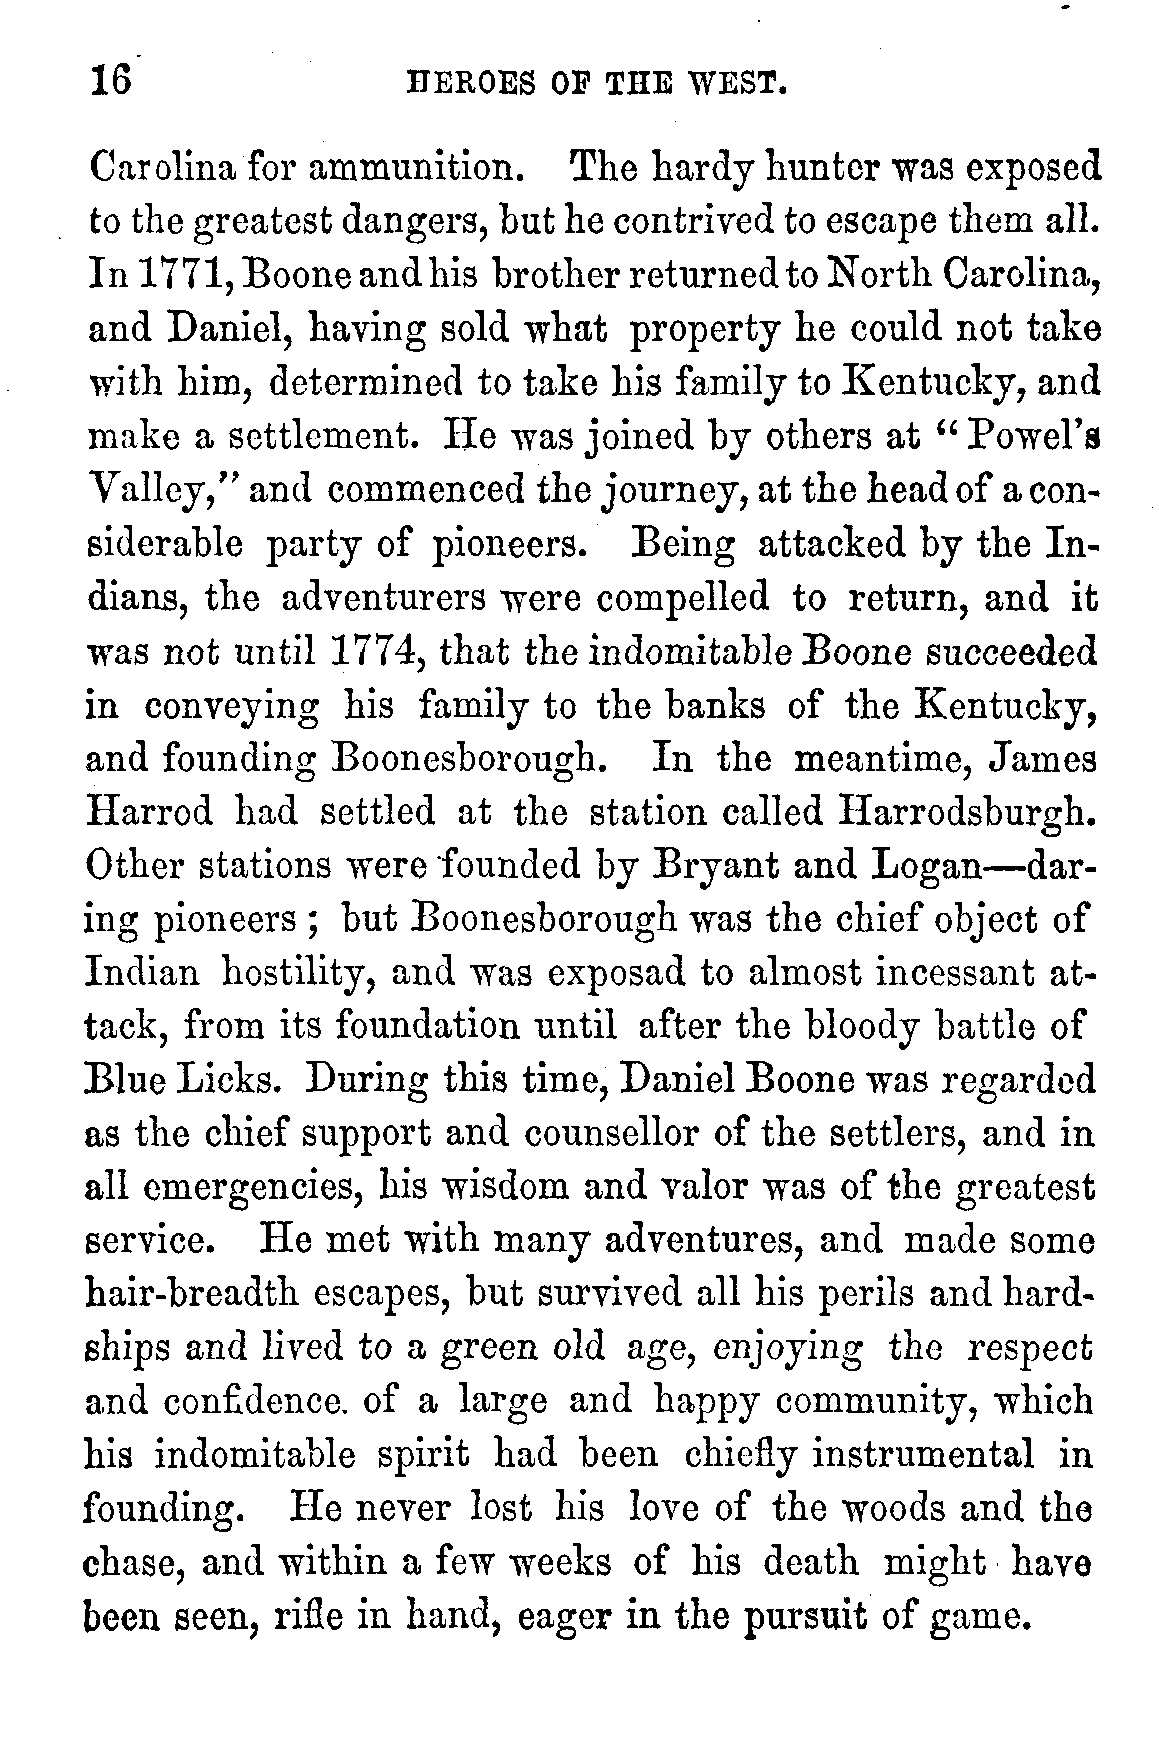 16 HEROES OF THE WEST.
Carolina for ammunition. The hardy hunter was exposed
to the greatest dangers, but he contrived to escape them all.
In 1771, Boone and his brother returned to North Carolina,
and Daniel, having sold what property he could not take
with him, determined to take his family to Kentucky, and
make a settlement. He was joined by others at “Powel's
Valley,” and commenced the journey, at the head of a con-
siderable party of pioneers. Being attacked by the In-
dians, the adventurers were compelled to return, and it
was not until 1774, that the indomitable Boone succeeded
in conveying his family to the banks of the Kentucky,
and founding Boonesborough. In the meantime, James
Harrod had settled at the station called Harrodsburgh.
Other stations were founded by Bryant and Logan—dar-
ing pioneers; but Boonesborough was the chief object of
Indian hostility, and was exposad to almost incessant at-
tack, from its foundation until after the bloody battle of
Blue Licks. During this time, Daniel Boone was regarded
as the chief support and counsellor of the settlers, and in
all emergencies, his wisdom and valor was of the greatest
service. He met with many adventures, and made some
hair-breadth escapes, but survived all his perils and hard-
ships and lived to a green old age, enjoying the respect
and confidence. of a large and happy community, which
his indomitable spirit had been chiefly instrumental in
founding. He never lost his love of the woods and the
chase, and within a few weeks of his death might have
been seen, rifle in hand, eager in the pursuit of game.